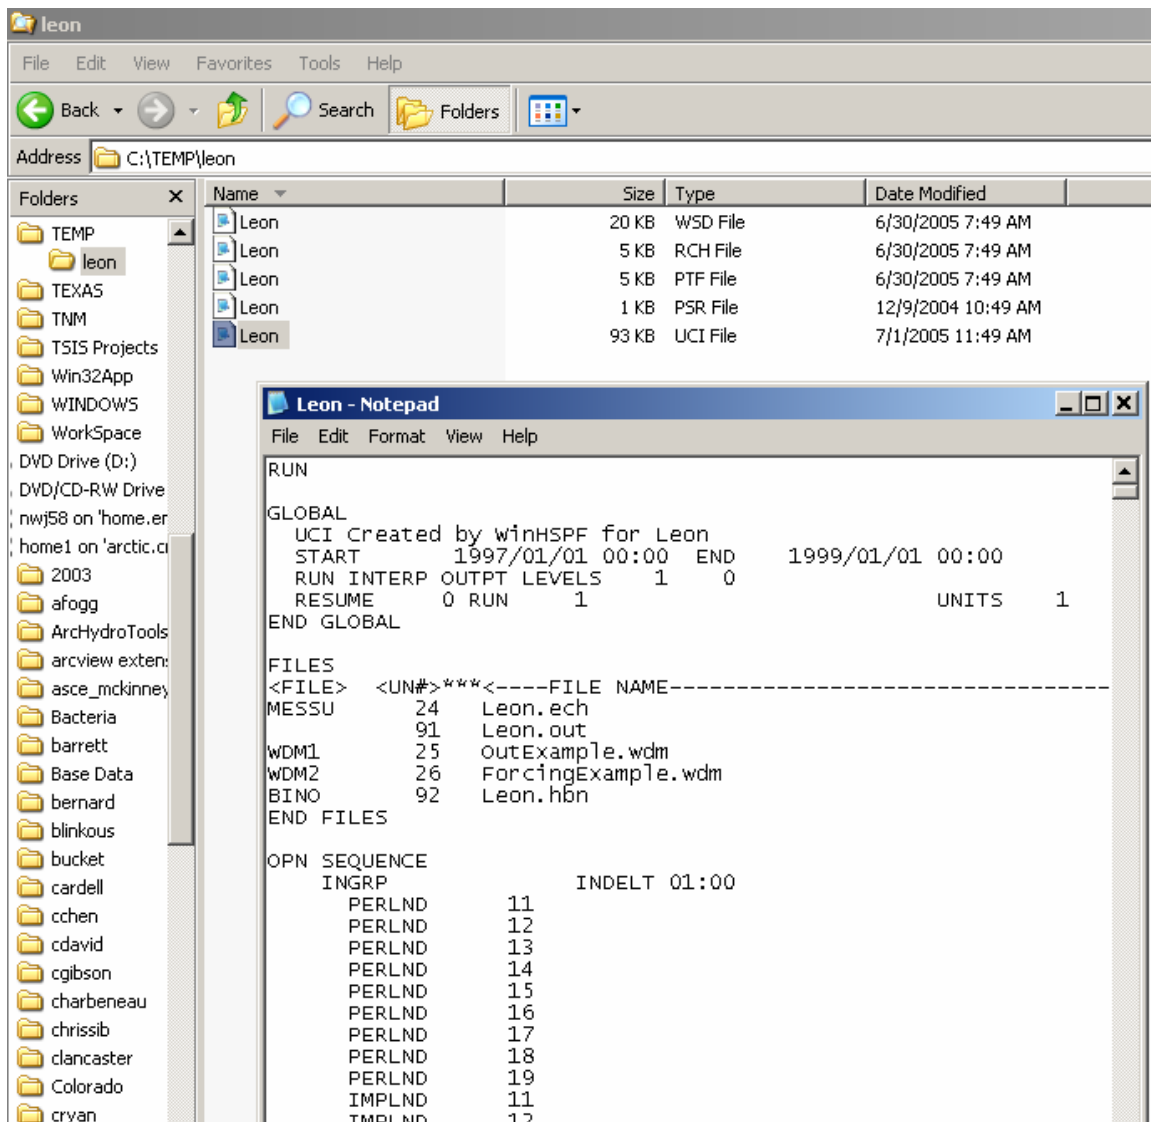 leon
File Edit View Favorites Tools Help
Back Search Folders
Address C:\TEMP\leon
Folders x
TEMP
leon
TEXAS
TNM
TSIS Projects
Win32App
WINDOWS
WorkSpace
DVD Drive (D:)
DVD/CD-RW Drive
nwj58 on 'home.er
home1 on 'arctic.cr
2003
afogg
ArcHydroTools
arcview exten
asce_mckinney
Bacteria
barrett
Base Data
bernard
blinkous
bucket
cardell
cchen
cdavid
cgibson
charbeneau
chrissib
clancaster
Colorado
cryan
Name Size Type Date Modified
Leon 20 KB WSD File 6/30/2005 7:49 AM
Leon 5 KB RCH File 6/30/2005 7:49 AM
Leon 5 KB PTF File 6/30/2005 7:49 AM
Leon 1 KB PSR File 12/9/2004 10:49 AM
Leon 93 KB UCI File 7/1/2005 11:49 AM
Leon - Notepad
File Edit Format View Help
RUN
GLOBAL
UCI Created by WinHSPF for Leon
START 1997/01/01 00:00 END 1999/01/01 00:00
RUN INTERP OUTPT LEVELS 1 0
RESUME 0 RUN 1 UNITS 1
END GLOBAL
FILES
<FILE> <UN#>***<----FILE NAME---------------------------------
MESSU 24 Leon.ech
91 Leon.out
WDM1 25 OutExample.wdm
WDM2 26 ForcingExample.wdm
BINO 92 Leon.hbn
END FILES
OPN SEQUENCE
INGRP INDELT 01:00
PERLND 11
PERLND 12
PERLND 13
PERLND 14
PERLND 15
PERLND 16
PERLND 17
PERLND 18
PERLND 19
IMPLND 11
IMPLND 12